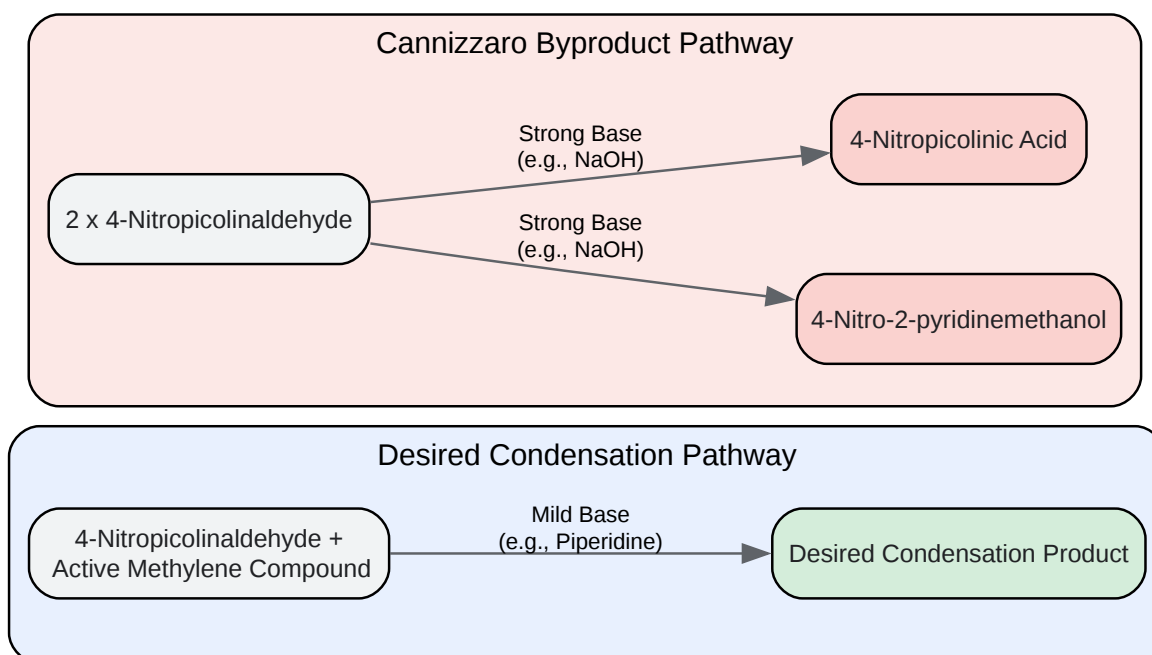 Cannizzaro Byproduct Pathway
Strong Base
(e.g., NaOH)
4-Nitropicolinic Acid
2 x 4-Nitropicolinaldehyde
Strong Base
(e.g., NaOH)
4-Nitro-2-pyridinemethanol
Desired Condensation Pathway
4-Nitropicolinaldehyde +
Active Methylene Compound
Mild Base
(e.g., Piperidine)
Desired Condensation Product